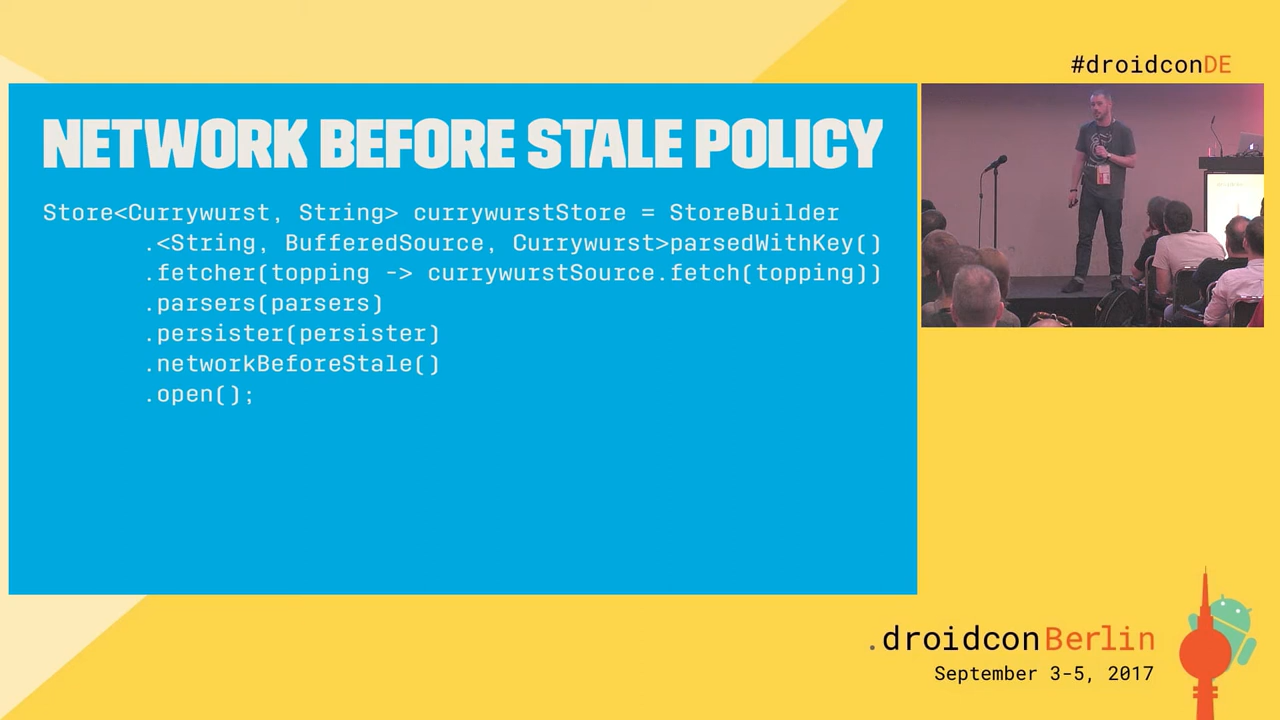 #droidconDE
NETWORK BEFORE STALE POLICY
Store<Currywurst, String> currywurstStore = StoreBuilder
.<String, BufferedSource, Currywurst>parsedWithKey()
.fetcher(topping -> currywurstSource.fetch(topping))
.parsers(parsers)
.persister(persister)
.networkBeforeStale()
.open();
.droidconBerlin
September 3-5, 2017